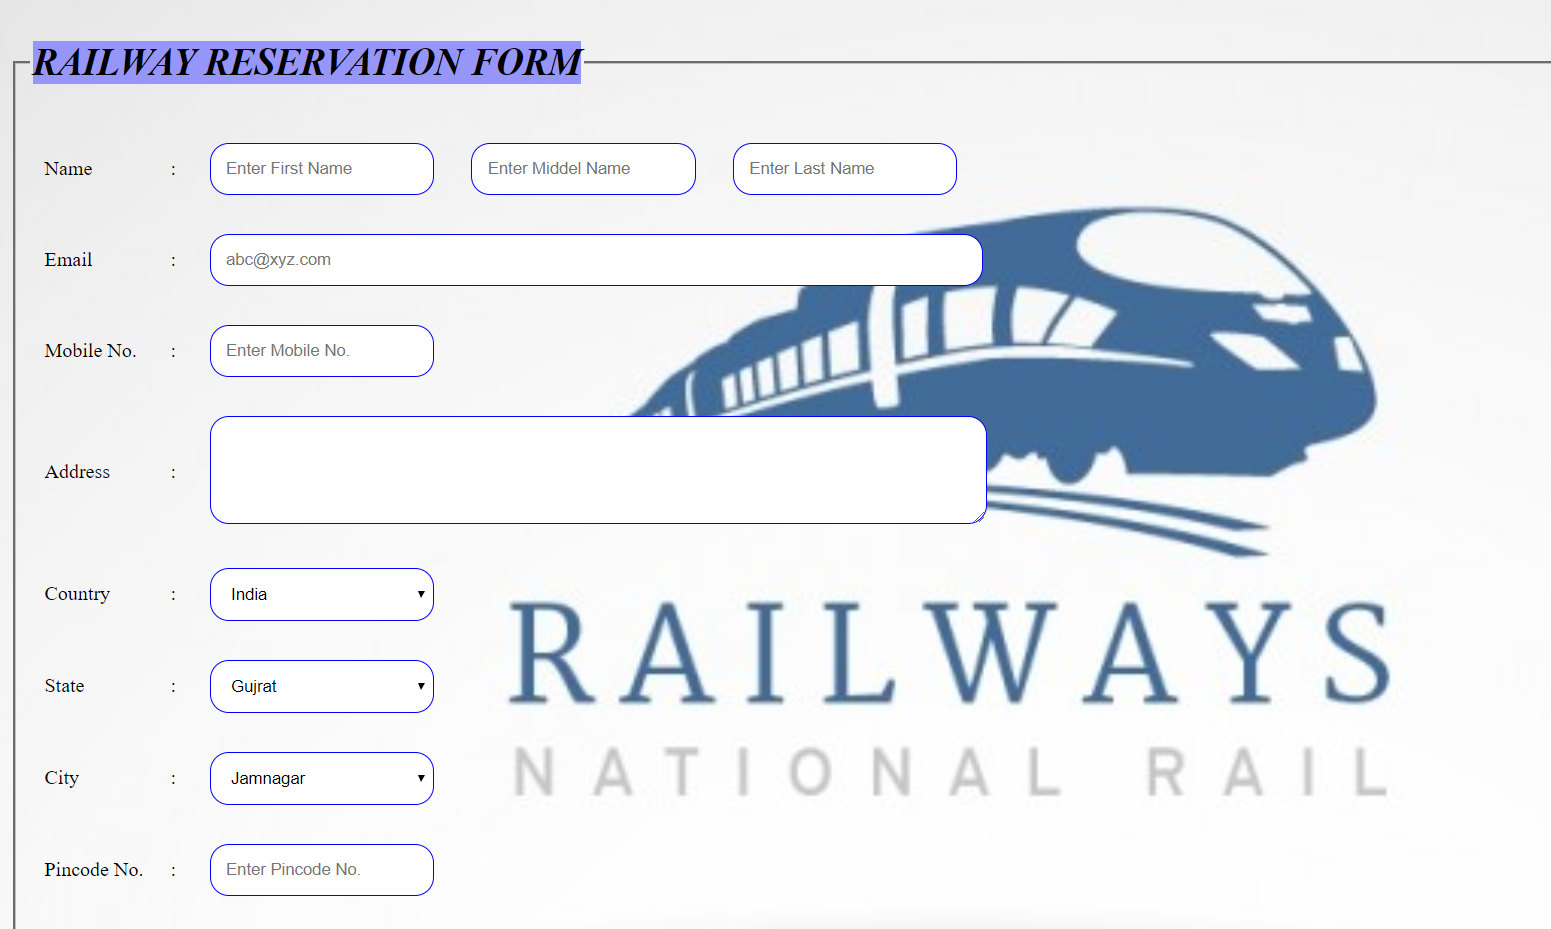 RAILWAY RESERVATION FORM
Name : Enter First Name Enter Middel Name Enter Last Name
Email : abc@xyz.com
Mobile No. : Enter Mobile No.
Address :
Country : India
State : Gujrat
City : Jamnagar
Pincode No. : Enter Pincode No.
RAILWAYS
NATIONAL RAIL